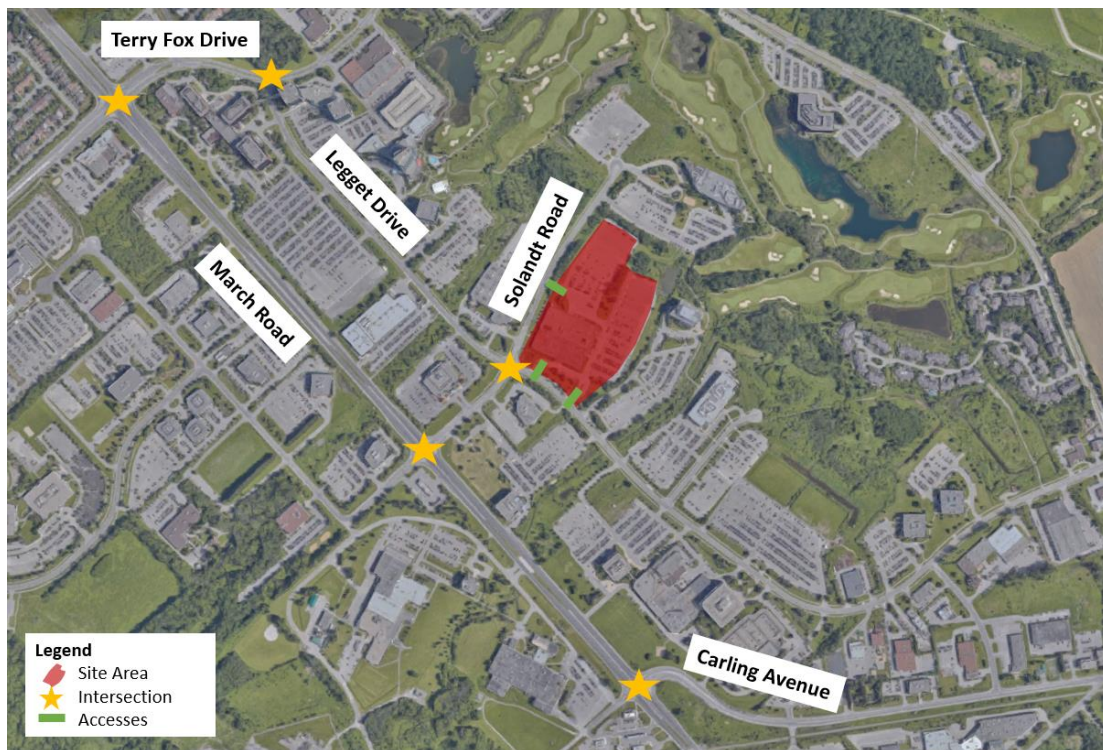 Terry Fox Drive
Legget Drive
Solandt Road
March Road
Carling Avenue
Legend
Site Area
Intersection
Accesses